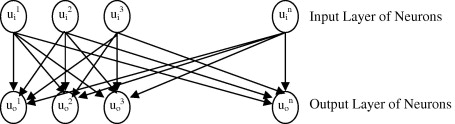 u_i^1 u_i^2 u_i^3 u_i^n Input Layer of Neurons
u_o^1 u_o^2 u_o^3 u_o^n Output Layer of Neurons